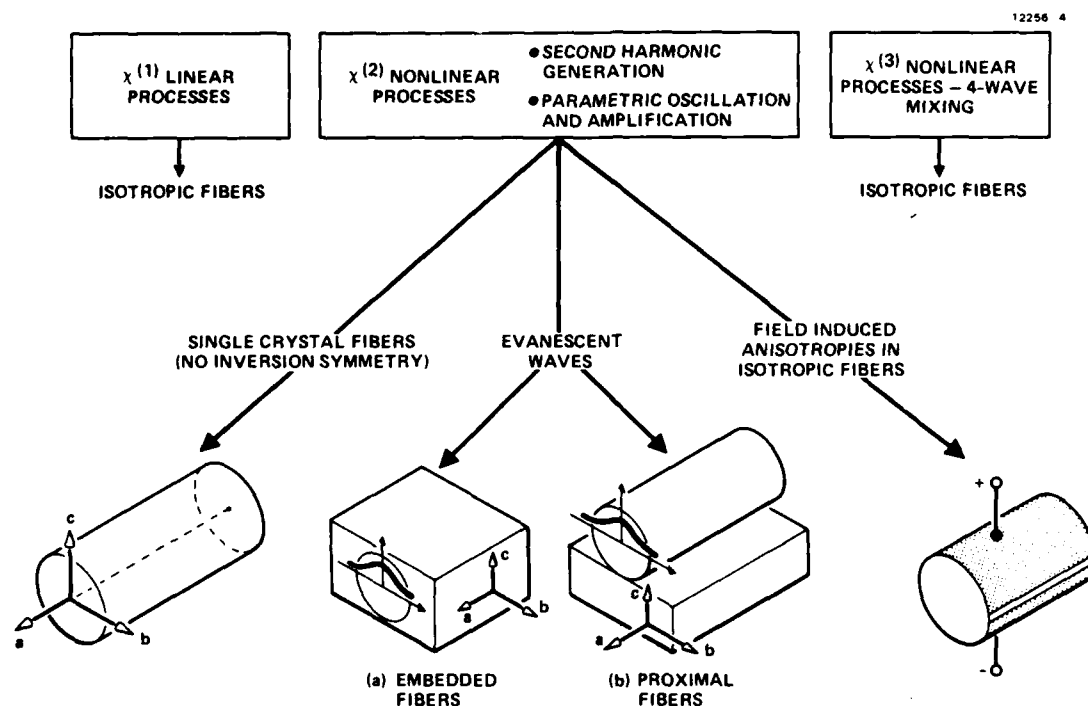 12256 4
χ(1) LINEAR
PROCESSES
χ(2) NONLINEAR
PROCESSES
● SECOND HARMONIC
GENERATION
● PARAMETRIC OSCILLATION
AND AMPLIFICATION
χ(3) NONLINEAR
PROCESSES – 4-WAVE
MIXING
ISOTROPIC FIBERS
ISOTROPIC FIBERS
SINGLE CRYSTAL FIBERS
(NO INVERSION SYMMETRY)
EVANESCENT
WAVES
FIELD INDUCED
ANISOTROPIES IN
ISOTROPIC FIBERS
c
a
b
c
a
b
c
a
b
+
-
(a) EMBEDDED
FIBERS
(b) PROXIMAL
FIBERS